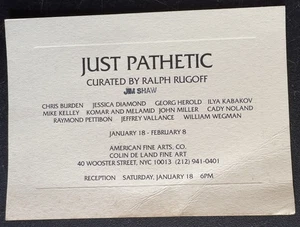 JUST PATHETIC
CURATED BY RALPH RUGOFF
JIM SHAW
CHRIS BURDEN JESSICA DIAMOND GEORG HEROLD ILYA KABAKOV
MIKE KELLEY KOMAR AND MELAMID JOHN MILLER CADY NOLAND
RAYMOND PETTIBON JEFFREY VALLANCE WILLIAM WEGMAN
JANUARY 18 - FEBRUARY 8
AMERICAN FINE ARTS, CO.
COLIN DE LAND FINE ART
40 WOOSTER STREET, NYC 10013 (212) 941-0401
RECEPTION SATURDAY, JANUARY 18 6PM